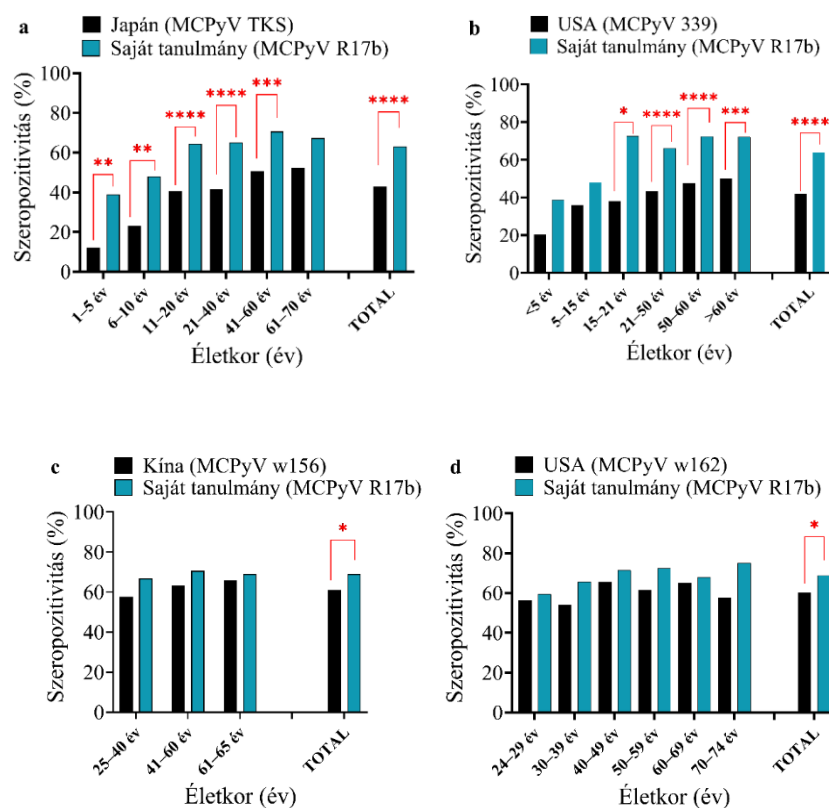 a
Japán (MCPyV TKS)
Saját tanulmány (MCPyV R17b)
Szeropozitivitás (%)
100
80
60
40
20
0
** ** **** **** *** ****
1–5 év 6–10 év 11–20 év 21–40 év 41–60 év 61–70 év TOTAL
Életkor (év)
b
USA (MCPyV 339)
Saját tanulmány (MCPyV R17b)
Szeropozitivitás (%)
100
80
60
40
20
0
* **** **** *** ****
<5 év 5–15 év 15–21 év 21–50 év 50–60 év >60 év TOTAL
Életkor (év)
c
Kína (MCPyV w156)
Saját tanulmány (MCPyV R17b)
Szeropozitivitás (%)
100
80
60
40
20
0
*
25–40 év 41–60 év 61–65 év TOTAL
Életkor (év)
d
USA (MCPyV w162)
Saját tanulmány (MCPyV R17b)
Szeropozitivitás (%)
100
80
60
40
20
0
*
24–29 év 30–39 év 40–49 év 50–59 év 60–69 év 70–74 év TOTAL
Életkor (év)